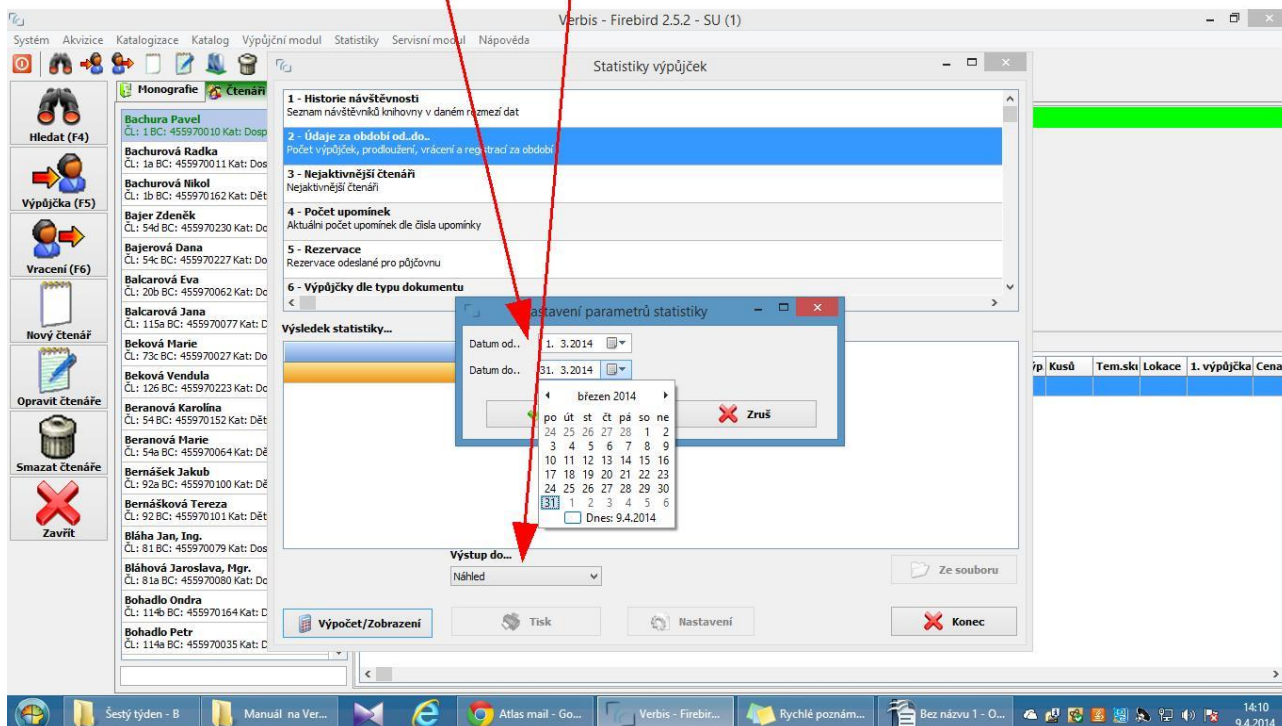 Verbis - Firebird 2.5.2 - SU (1)
Systém Akvizice Katalogizace Katalog Výpůjční modul Statistiky Servisní modul Nápověda
Hledat (F4)
Výpůjčka (F5)
Vracení (F6)
Nový čtenář
Opravit čtenáře
Smazat čtenáře
Zavřít
Monografie Čtenáři
Bachura Pavel
ČL: 1 BC: 455970010 Kat: Dosp
Bachurová Radka
ČL: 1a BC: 455970011 Kat: Dos
Bachurová Nikol
ČL: 1b BC: 455970162 Kat: Dět
Bajer Zdeněk
ČL: 54d BC: 455970230 Kat: Do
Bajerová Dana
ČL: 54c BC: 455970227 Kat: Do
Balcarová Eva
ČL: 20b BC: 455970062 Kat: Do
Balcarová Jana
ČL: 115a BC: 455970077 Kat: D
Beková Marie
ČL: 73c BC: 455970027 Kat: Do
Beková Vendula
ČL: 126 BC: 455970223 Kat: Do
Beranová Karolína
ČL: 54 BC: 455970152 Kat: Dět
Beranová Marie
ČL: 54a BC: 455970064 Kat: Dě
Bernášek Jakub
ČL: 92a BC: 455970100 Kat: Dě
Bernášková Tereza
ČL: 92 BC: 455970101 Kat: Dět
Bláha Jan, Ing.
ČL: 81 BC: 455970079 Kat: Dos
Bláhová Jaroslava, Mgr.
ČL: 81a BC: 455970080 Kat: Do
Bohadlo Ondra
ČL: 114b BC: 455970164 Kat: D
Bohadlo Petr
ČL: 114a BC: 455970035 Kat: D
Statistiky výpůjček
1 - Historie návštěvnosti
Seznam návštěvníků knihovny v daném rozmezí dat
2 - Údaje za období od..do..
Počet výpůjček, prodloužení, vrácení a registrací za období
3 - Nejaktivnější čtenáři
Nejaktivnější čtenáři
4 - Počet upomínek
Aktuálni počet upomínek dle čiisla upomínky
5 - Rezervace
Rezervace odeslané pro půjčovnu
6 - Výpůjčky dle typu dokumentu
Výsledek statistiky...
astavení parametrů statistiky
Datum od.. 1. 3.2014
Datum do.. 31. 3.2014
Zruš
březen 2014
po út st čt pá so ne
24 25 26 27 28 1 2
3 4 5 6 7 8 9
10 11 12 13 14 15 16
17 18 19 20 21 22 23
24 25 26 27 28 29 30
31 1 2 3 4 5 6
Dnes: 9.4.2014
Výstup do...
Náhled
Ze souboru
Výpočet/Zobrazení Tisk Nastavení Konec
ýp Kusů Tem.sku Lokace 1. výpůjčka Cena
Šestý týden - B Manuál na Ver... Atlas mail - Go... Verbis - Firebir... Rychlé poznám... Bez názvu 1 - O...
14:10
9.4.201